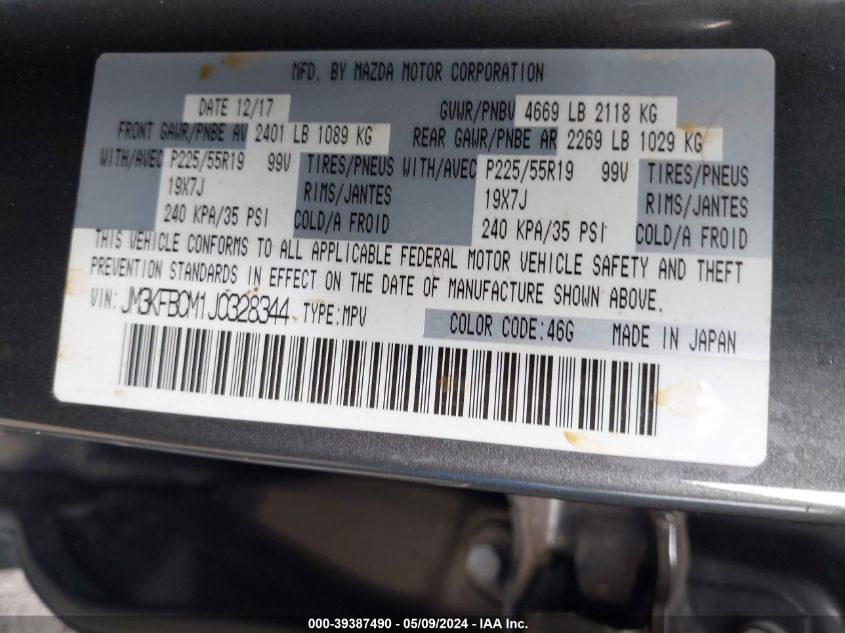 MFD. BY MAZDA MOTOR CORPORATION
DATE 12/17 GVWR/PNBV 4669 LB 2118 KG
FRONT GAWR/PNBE AV 2401 LB 1089 KG REAR GAWR/PNBE AR 2269 LB 1029 KG
WITH/AVEC P225/55R19 99V TIRES/PNEUS WITH/AVEC P225/55R19 99V TIRES/PNEUS
19X7J RIMS/JANTES 19X7J RIMS/JANTES
240 KPA/35 PSI COLD/A FROID 240 KPA/35 PSI COLD/A FROID
THIS VEHICLE CONFORMS TO ALL APPLICABLE FEDERAL MOTOR VEHICLE SAFETY AND THEFT
PREVENTION STANDARDS IN EFFECT ON THE DATE OF MANUFACTURE SHOWN ABOVE.
VIN: JM3KFBCM1J0328344 TYPE:MPV COLOR CODE:46G MADE IN JAPAN
000-39387490 - 05/09/2024 - IAA Inc.